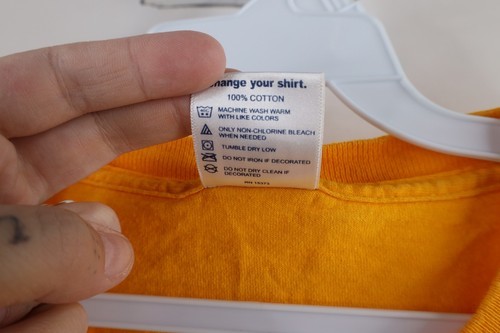 hange your shirt.
100% COTTON
MACHINE WASH WARM
WITH LIKE COLORS
ONLY NON-CHLORINE BLEACH
WHEN NEEDED
TUMBLE DRY LOW
DO NOT IRON IF DECORATED
DO NOT DRY CLEAN IF
DECORATED